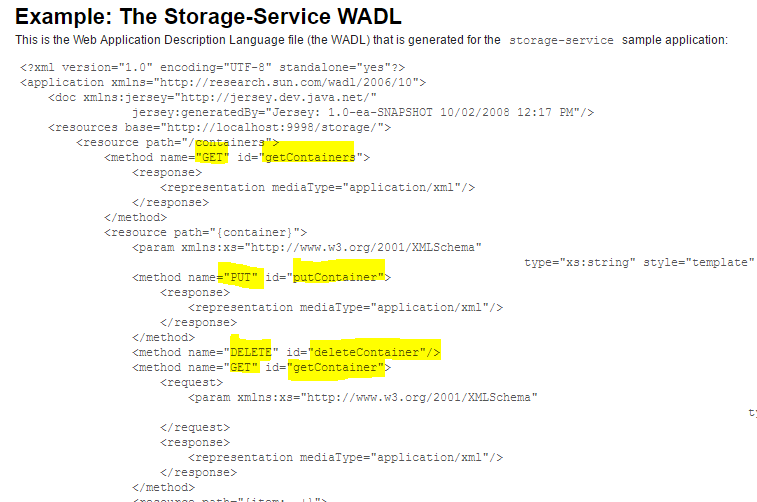 Example: The Storage-Service WADL
This is the Web Application Description Language file (the WADL) that is generated for the storage-service sample application:
<?xml version="1.0" encoding="UTF-8" standalone="yes"?>
<application xmlns="http://research.sun.com/wadl/2006/10">
<doc xmlns:jersey="http://jersey.dev.java.net/"
jersey:generatedBy="Jersey: 1.0-ea-SNAPSHOT 10/02/2008 12:17 PM"/>
<resources base="http://localhost:9998/storage/">
<resource path="/containers">
<method name="GET" id="getContainers">
<response>
<representation mediaType="application/xml"/>
</response>
</method>
<resource path="{container}">
<param xmlns:xs="http://www.w3.org/2001/XMLSchema"
type="xs:string" style="template"
<method name="PUT" id="putContainer">
<response>
<representation mediaType="application/xml"/>
</response>
</method>
<method name="DELETE" id="deleteContainer"/>
<method name="GET" id="getContainer">
<request>
<param xmlns:xs="http://www.w3.org/2001/XMLSchema"
ty
</request>
<response>
<representation mediaType="application/xml"/>
</response>
</method>
<resource path="{item: